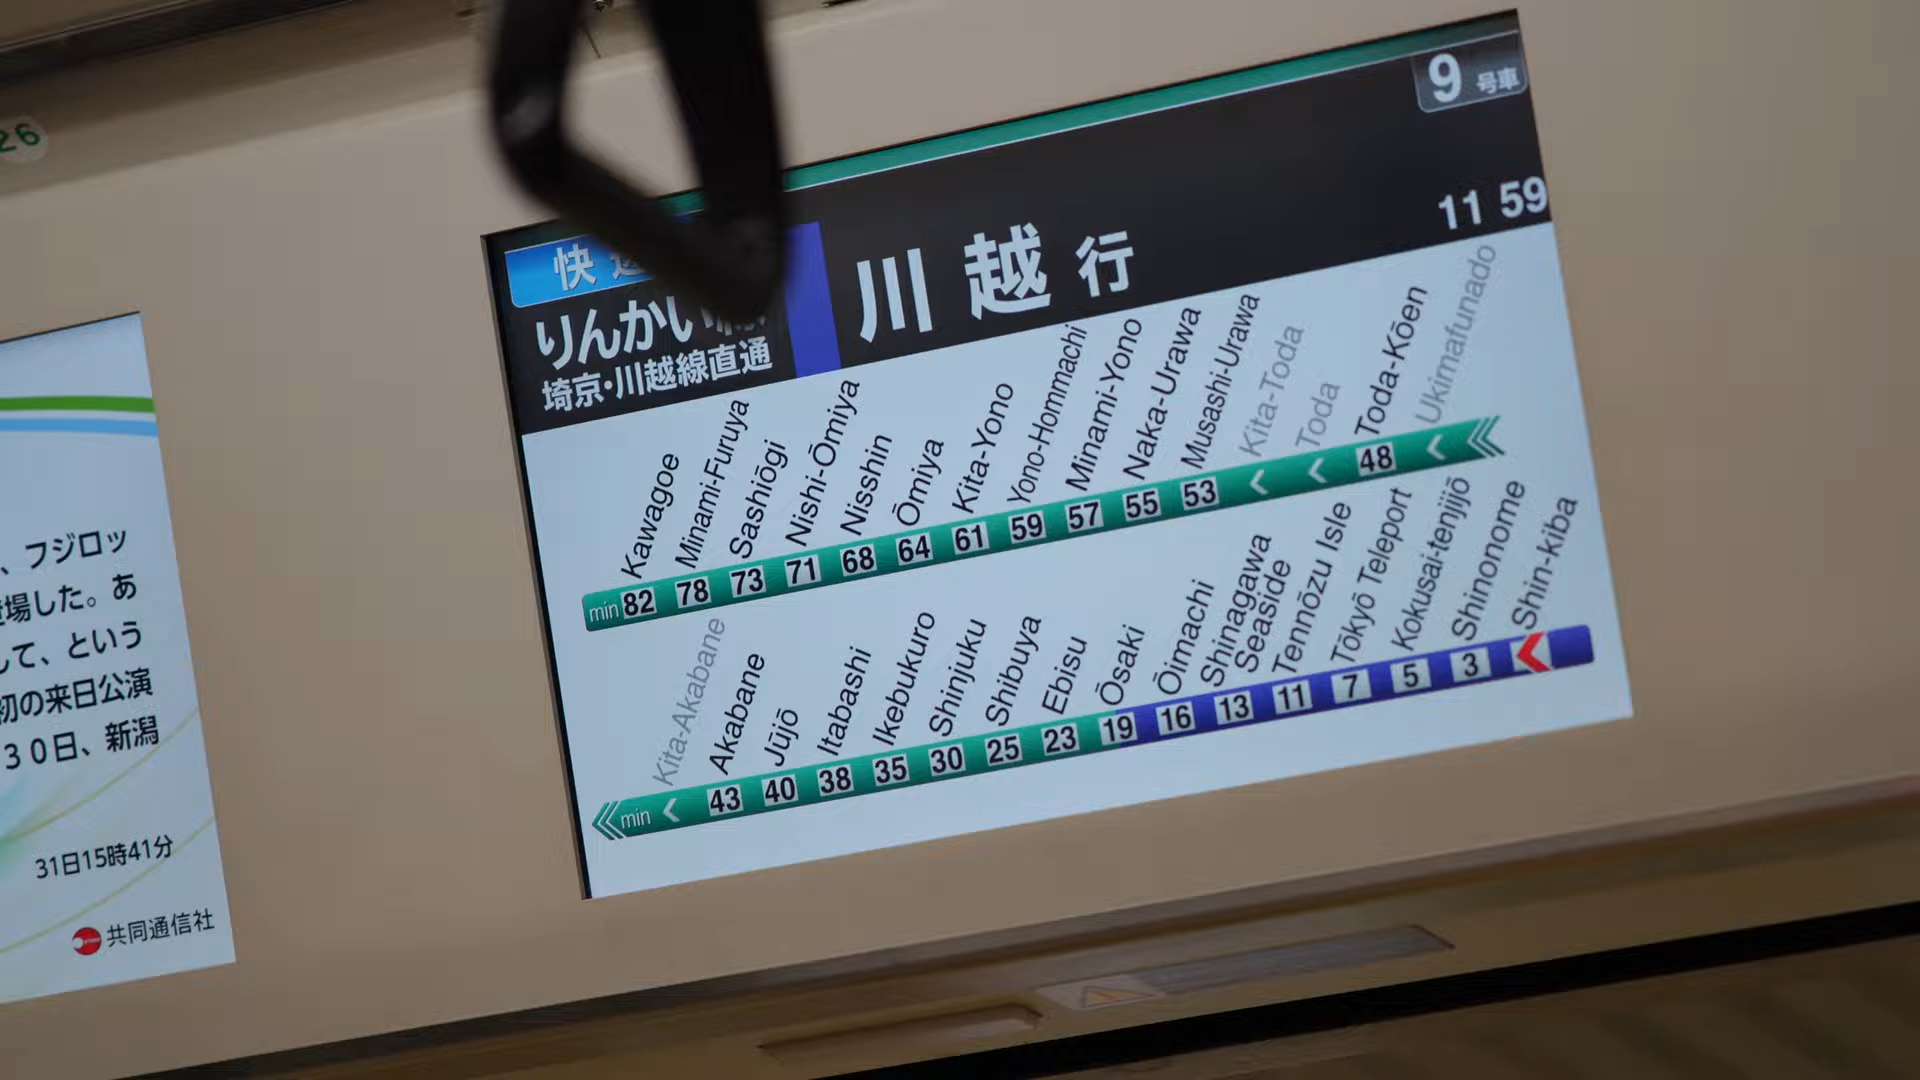 26
、フジロッ
登場した。あ
して、という
初の来日公演
30日、新潟
31日15時41分
共同通信社
9 号車
11 59
快速
りんかい線
埼京・川越線直通
川越行
Kawagoe
Minami-Furuya
Sashiōgi
Nishi-Ōmiya
Nisshin
Ōmiya
Kita-Yono
Yono-Hommachi
Minami-Yono
Naka-Urawa
Musashi-Urawa
Kita-Toda
Toda
Toda-Kōen
Ukimafunado
min 82 78 73 71 68 64 61 59 57 55 53 48
Kita-Akabane
Akabane
Jūjō
Itabashi
Ikebukuro
Shinjuku
Shibuya
Ebisu
Ōsaki
Ōimachi
Shinagawa
Seaside
Tennōzu Isle
Tōkyō Teleport
Kokusai-tenjijō
Shinonome
Shin-kiba
min 43 40 38 35 30 25 23 19 16 13 11 7 5 3